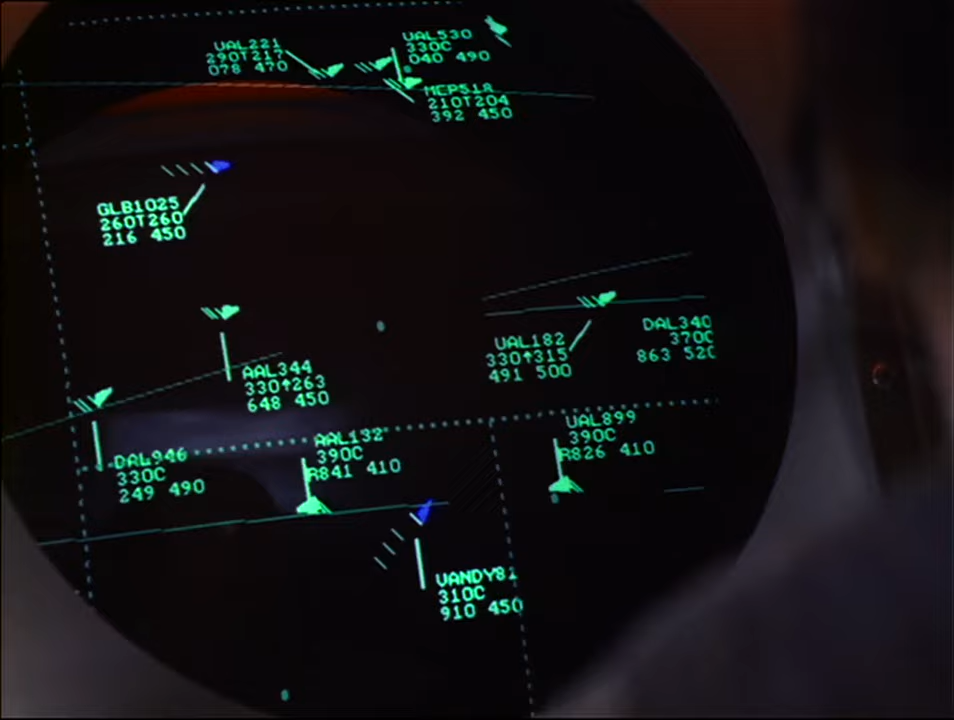 UAL221
290T217
078 470
UAL530
330C
040 490
MEP518
210T204
392 450
GLB1025
260T260
216 450
UAL182
330↑315
491 500
DAL340
370C
863 520
AAL344
330↑263
648 450
DAL946
330C
249 490
AAL132
390C
R841 410
UAL899
390C
R826 410
VANDY81
310C
910 450